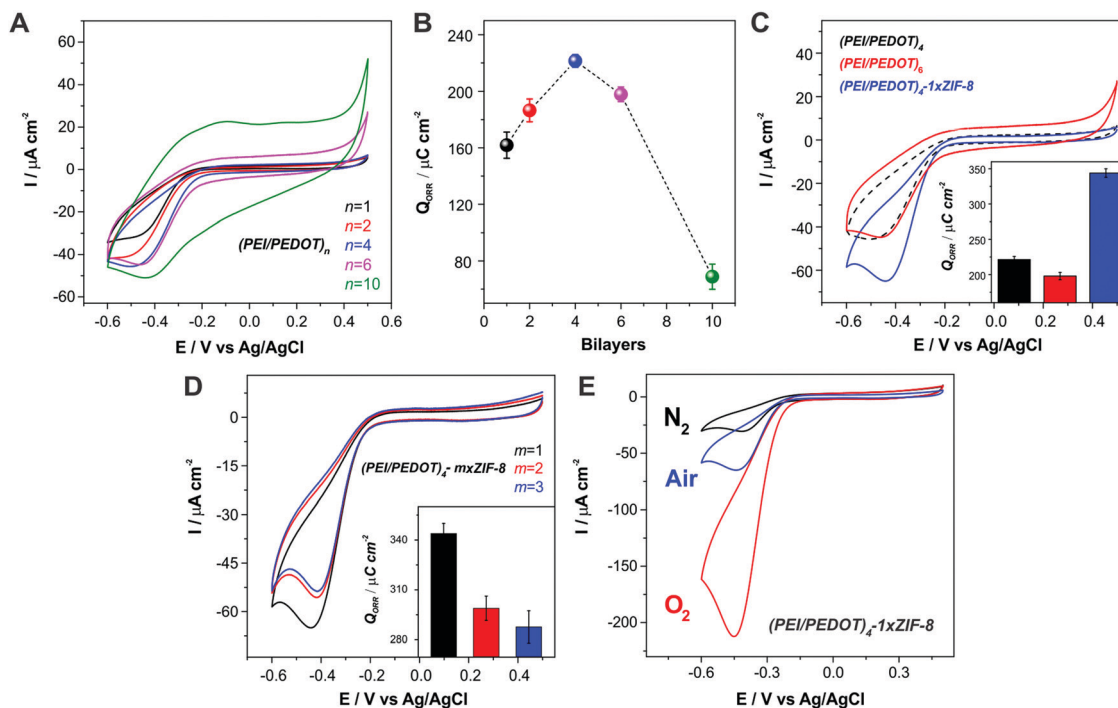 A
I / µA cm⁻²
60
40
20
0
-20
-40
-60
(PEI/PEDOT)ₙ
n=1
n=2
n=4
n=6
n=10
-0.6 -0.4 -0.2 0.0 0.2 0.4 0.6
E / V vs Ag/AgCl
B
Q_ORR / µC cm⁻²
240
200
160
120
80
0 2 4 6 8 10
Bilayers
C
I / µA cm⁻²
60
40
20
0
-20
-40
-60
(PEI/PEDOT)₄
(PEI/PEDOT)₆
(PEI/PEDOT)₄-1xZIF-8
Q_ORR / µC cm⁻²
350
300
250
200
-0.6 -0.4 -0.2 0.0 0.2 0.4
E / V vs Ag/AgCl
D
I / µA cm⁻²
0
-15
-30
-45
-60
(PEI/PEDOT)₄- mxZIF-8
m=1
m=2
m=3
Q_ORR / µC cm⁻²
340
320
300
280
-0.6 -0.4 -0.2 0.0 0.2 0.4
E / V vs Ag/AgCl
E
I / µA cm⁻²
0
-50
-100
-150
-200
N₂
Air
O₂
(PEI/PEDOT)₄-1xZIF-8
-0.6 -0.3 0.0 0.3
E / V vs Ag/AgCl